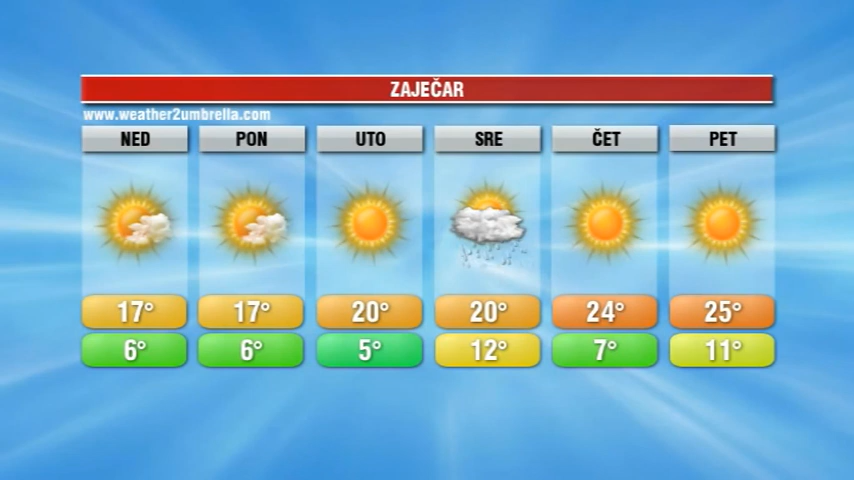 ZAJEČAR
www.weather2umbrella.com
NED PON UTO SRE ČET PET
17° 17° 20° 20° 24° 25°
6° 6° 5° 12° 7° 11°